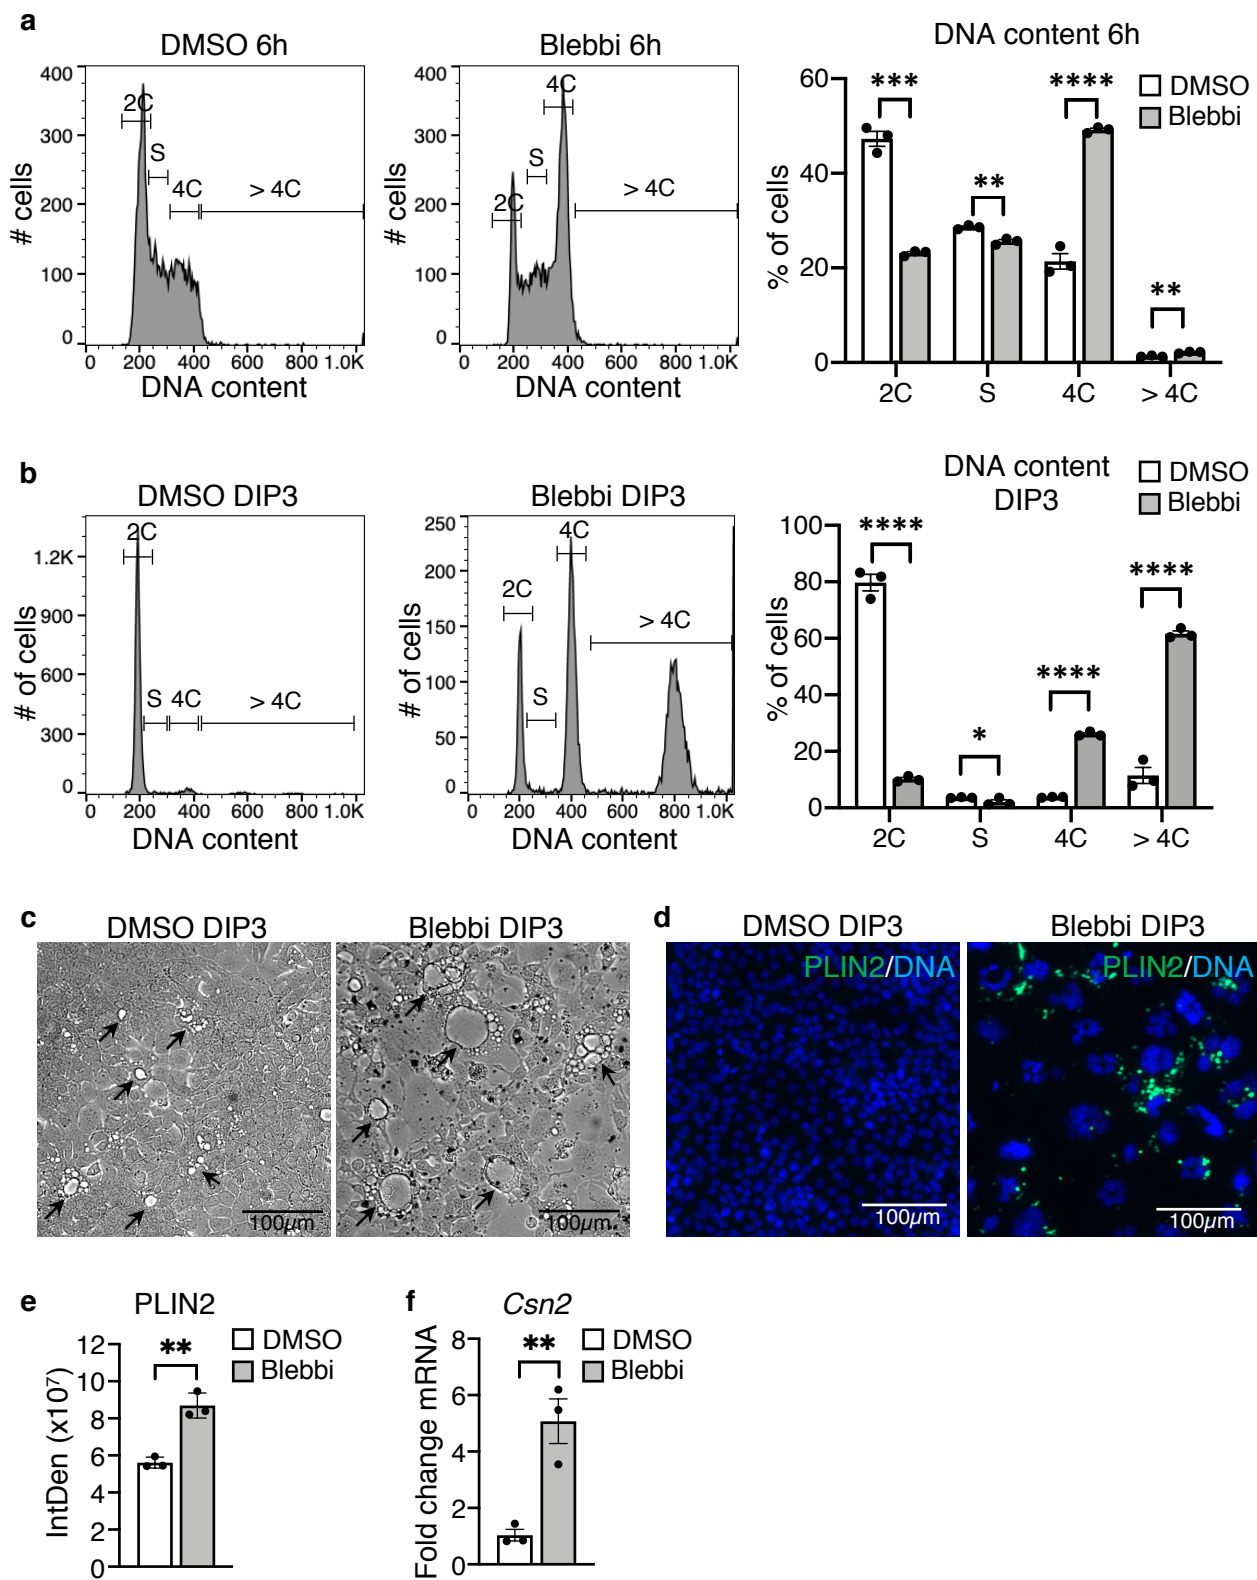 a
DMSO 6h
Blebbi 6h
DNA content 6h
400
300
200
100
0
# cells
2C
S
4C
> 4C
0 200 400 600 800 1.0K
DNA content
400
300
200
100
0
# cells
2C
S
4C
> 4C
0 200 400 600 800 1.0K
DNA content
60
40
20
0
% of cells
*** ** **** **
DMSO
Blebbi
2C S 4C > 4C
b
DMSO DIP3
Blebbi DIP3
DNA content
DIP3
DMSO
Blebbi
1.2K
900
600
300
0
# of cells
2C
S 4C > 4C
0 200 400 600 800 1.0K
DNA content
250
200
150
100
50
0
# of cells
2C
S
4C
> 4C
0 200 400 600 800 1.0K
DNA content
100
80
60
40
20
0
% of cells
**** * **** ****
2C S 4C > 4C
c
DMSO DIP3
Blebbi DIP3
100µm
100µm
d
DMSO DIP3
Blebbi DIP3
PLIN2/DNA
PLIN2/DNA
100µm
100µm
e
PLIN2
12
10
8
6
4
2
0
IntDen (x10⁷)
**
DMSO
Blebbi
f
Csn2
8
6
4
2
0
Fold change mRNA
**
DMSO
Blebbi